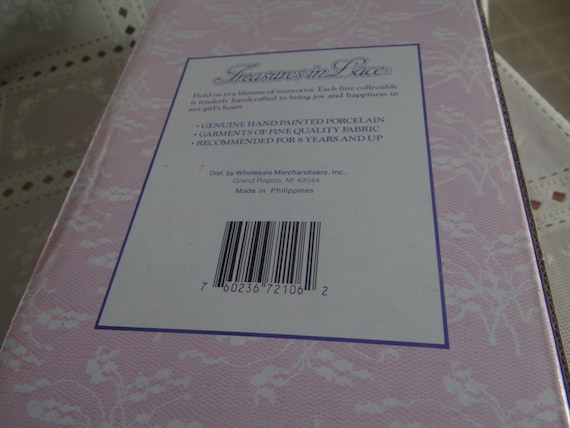 Treasures in Lace
Hold on to a lifetime of memories. Each fine collectible
is tenderly handcrafted to bring joy and happiness to
any girl's heart.
• GENUINE HAND PAINTED PORCELAIN
• GARMENTS OF FINE QUALITY FABRIC
• RECOMMENDED FOR 8 YEARS AND UP
Dist. by Wholesale Merchandisers, Inc.,
Grand Rapids, MI 49544
Made in Philippines
7 60236 72106 2